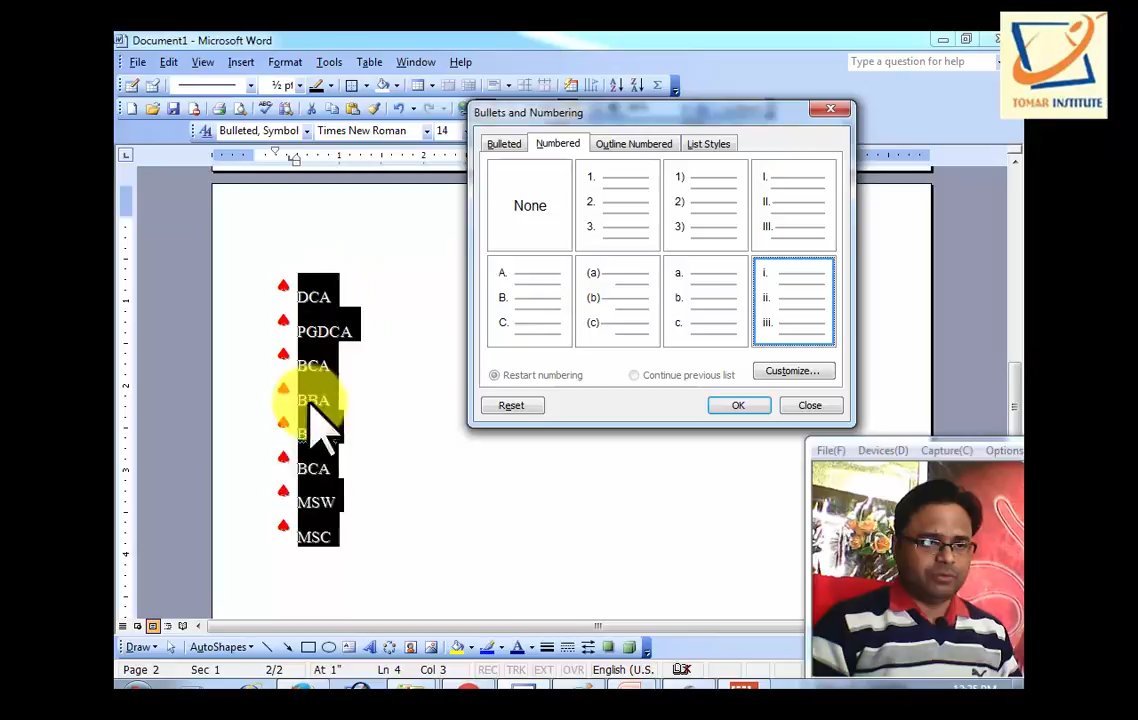 Document1 - Microsoft Word
TOMAR INSTITUTE
File Edit View Insert Format Tools Table Window Help
Type a question for help
½ pt
Bulleted, Symbol Times New Roman 14
1 2
Bullets and Numbering
Bulleted Numbered Outline Numbered List Styles
None
1.
2.
3.
1)
2)
3)
I.
II.
III.
A.
B.
C.
(a)
(b)
(c)
a.
b.
c.
i.
ii.
iii.
Restart numbering Continue previous list Customize...
Reset OK Close
DCA
PGDCA
BCA
BBA
BCA
MSW
MSC
File(F) Devices(D) Capture(C) Options
Draw AutoShapes
Page 2 Sec 1 2/2 At 1" Ln 4 Col 3 REC TRK EXT OVR English (U.S.